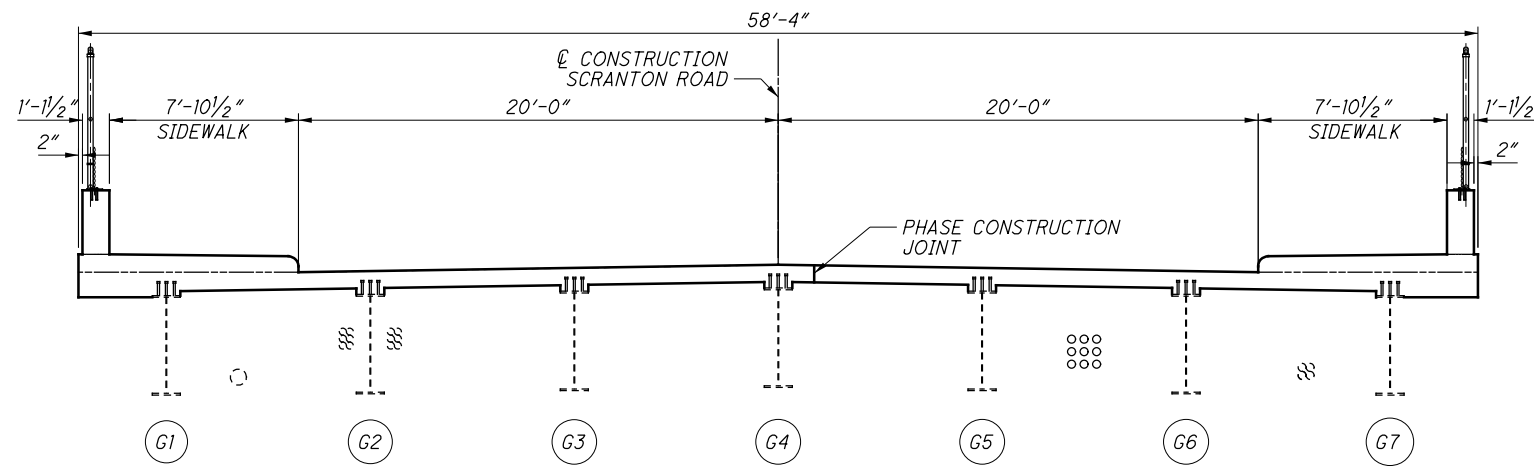 58'-4"
℄ CONSTRUCTION
SCRANTON ROAD
1'-1½"
7'-10½"
SIDEWALK
20'-0"
20'-0"
7'-10½"
SIDEWALK
1'-1½
2"
2"
PHASE CONSTRUCTION
JOINT
G1
G2
G3
G4
G5
G6
G7